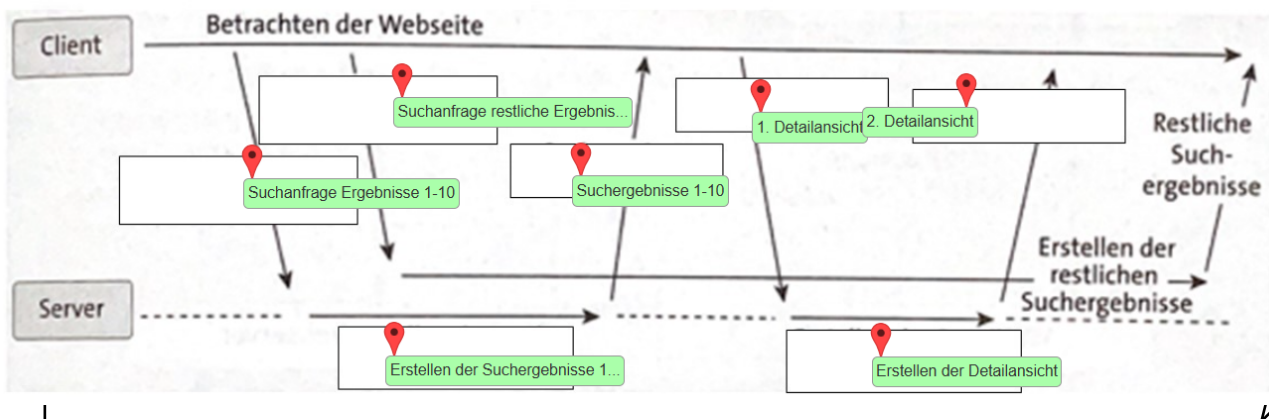 Client
Betrachten der Webseite
Suchanfrage restliche Ergebnis...
Suchanfrage Ergebnisse 1-10
Suchergebnisse 1-10
1. Detailansicht
2. Detailansicht
Restliche
Such-
ergebnisse
Erstellen der
restlichen
Suchergebnisse
Server
Erstellen der Suchergebnisse 1...
Erstellen der Detailansicht